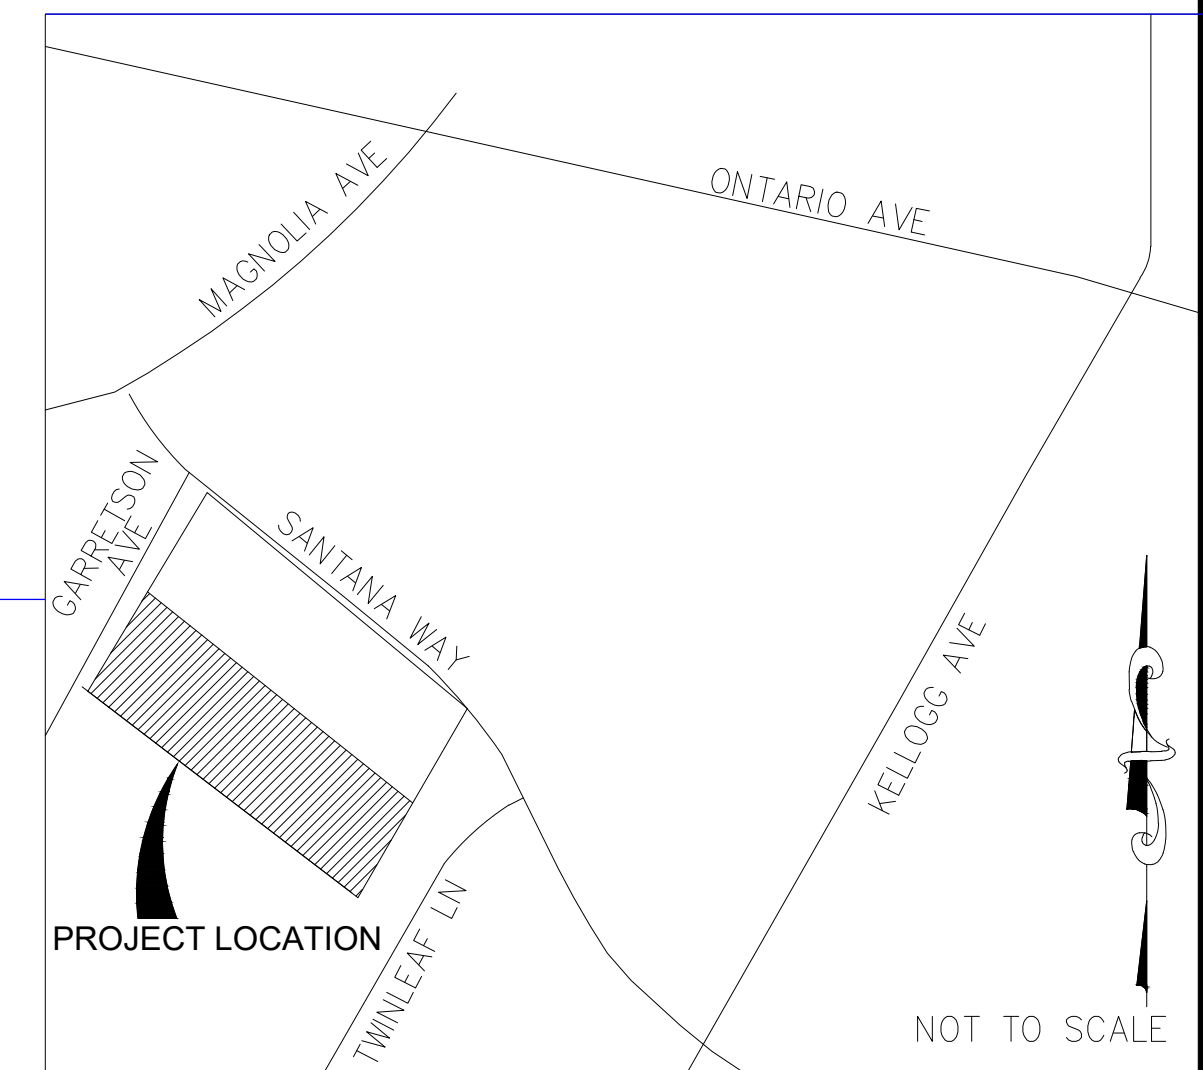 MAGNOLIA AVE
ONTARIO AVE
GARRETSON
AVE
SANTANA WAY
KELLOGG AVE
TWINLEAF LN
PROJECT LOCATION
NOT TO SCALE